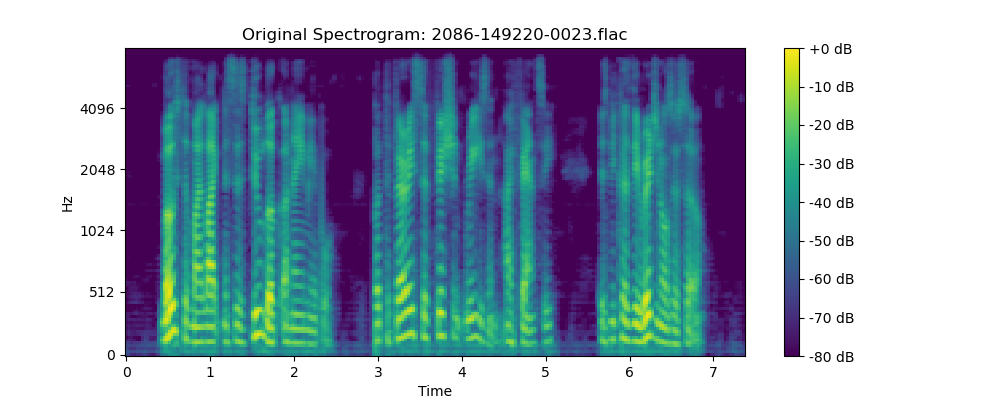 Original Spectrogram: 2086-149220-0023.flac
Hz
4096
2048
1024
512
0
0 1 2 3 4 5 6 7
Time
+0 dB
-10 dB
-20 dB
-30 dB
-40 dB
-50 dB
-60 dB
-70 dB
-80 dB